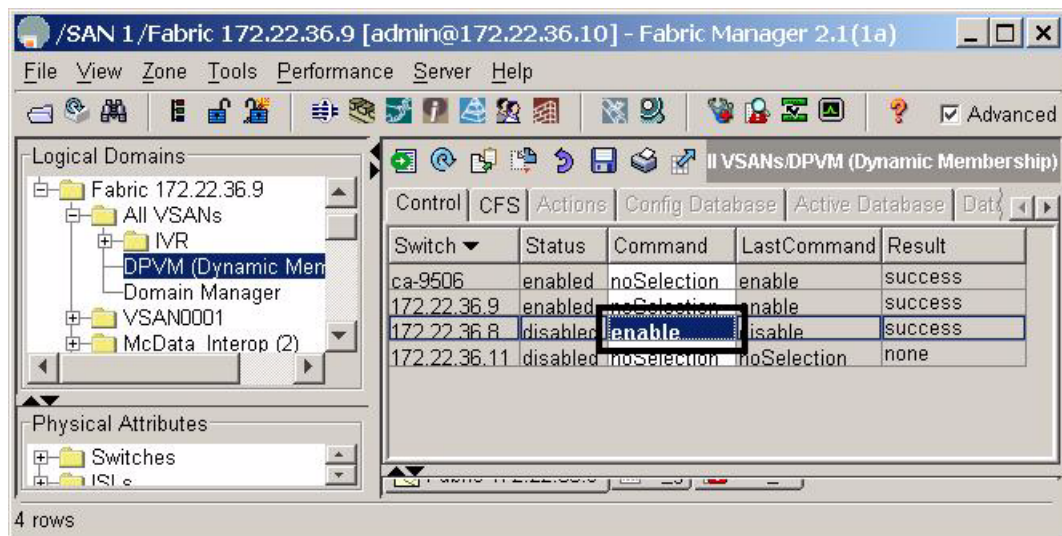 /SAN 1/Fabric 172.22.36.9 [admin@172.22.36.10] - Fabric Manager 2.1(1a)
File View Zone Tools Performance Server Help
Advanced
Logical Domains
Fabric 172.22.36.9
All VSANs
IVR
DPVM (Dynamic Mem
Domain Manager
VSAN0001
McData Interop (2)
Physical Attributes
Switches
ISLs
ll VSANs/DPVM (Dynamic Membership)
Control CFS Actions Config Database Active Database
Switch Status Command LastCommand Result
ca-9506 enabled noSelection enable success
172.22.36.9 enabled noSelection enable success
172.22.36.8 disabled enable disable success
172.22.36.11 disabled noSelection noSelection none
4 rows